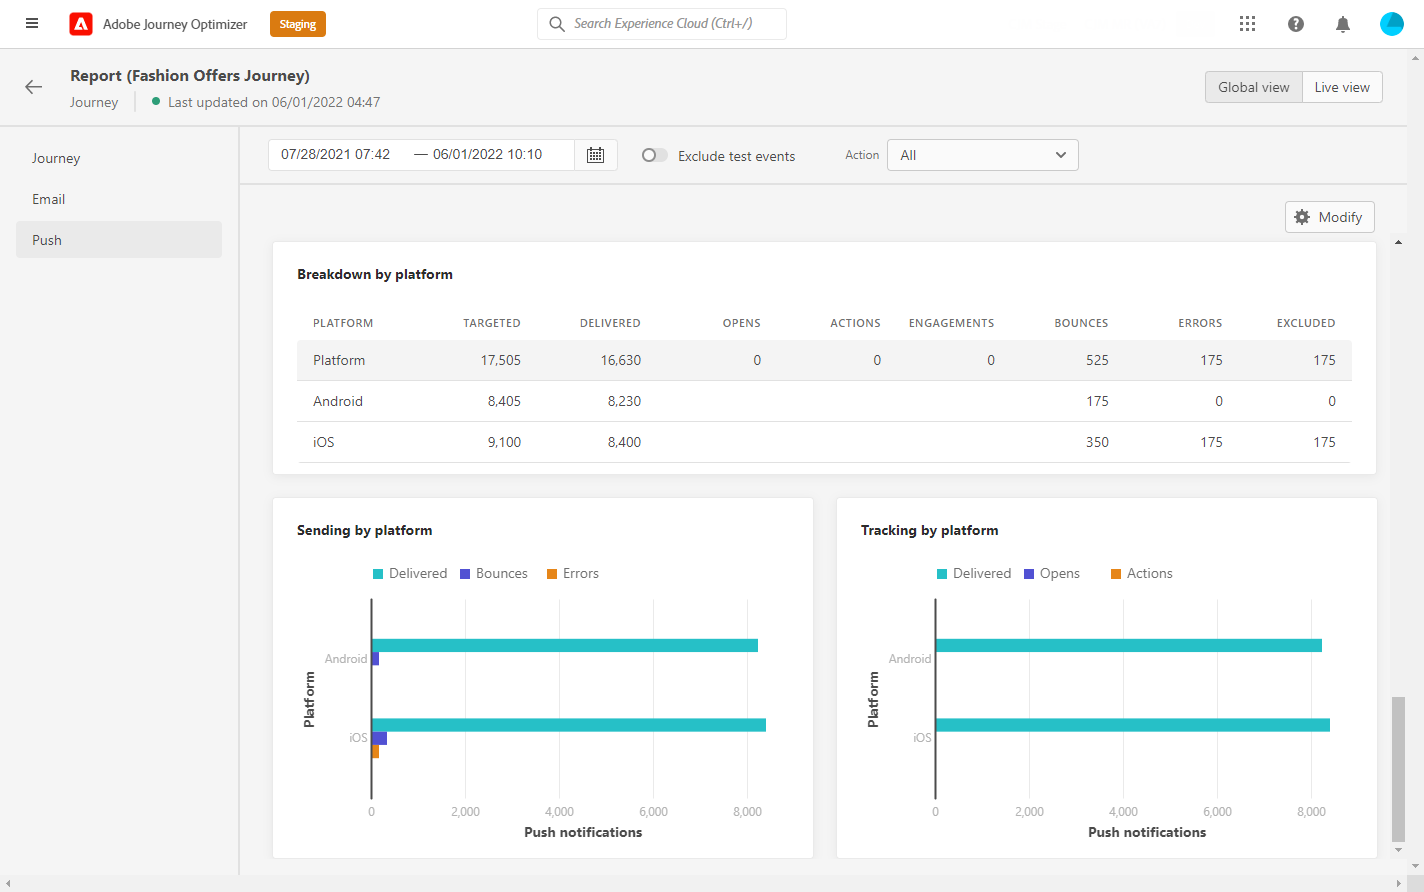 Adobe Journey Optimizer
Staging
Search Experience Cloud (Ctrl+/)
Report (Fashion Offers Journey)
Journey
Last updated on 06/01/2022 04:47
Global view
Live view
Journey
Email
Push
07/28/2021 07:42 — 06/01/2022 10:10
Exclude test events
Action
All
Modify
Breakdown by platform
PLATFORM TARGETED DELIVERED OPENS ACTIONS ENGAGEMENTS BOUNCES ERRORS EXCLUDED
Platform 17,505 16,630 0 0 0 525 175 175
Android 8,405 8,230 175 0 0
iOS 9,100 8,400 350 175 175
Sending by platform
Delivered Bounces Errors
Platform
Android
iOS
0 2,000 4,000 6,000 8,000
Push notifications
Tracking by platform
Delivered Opens Actions
Platform
Android
iOS
0 2,000 4,000 6,000 8,000
Push notifications